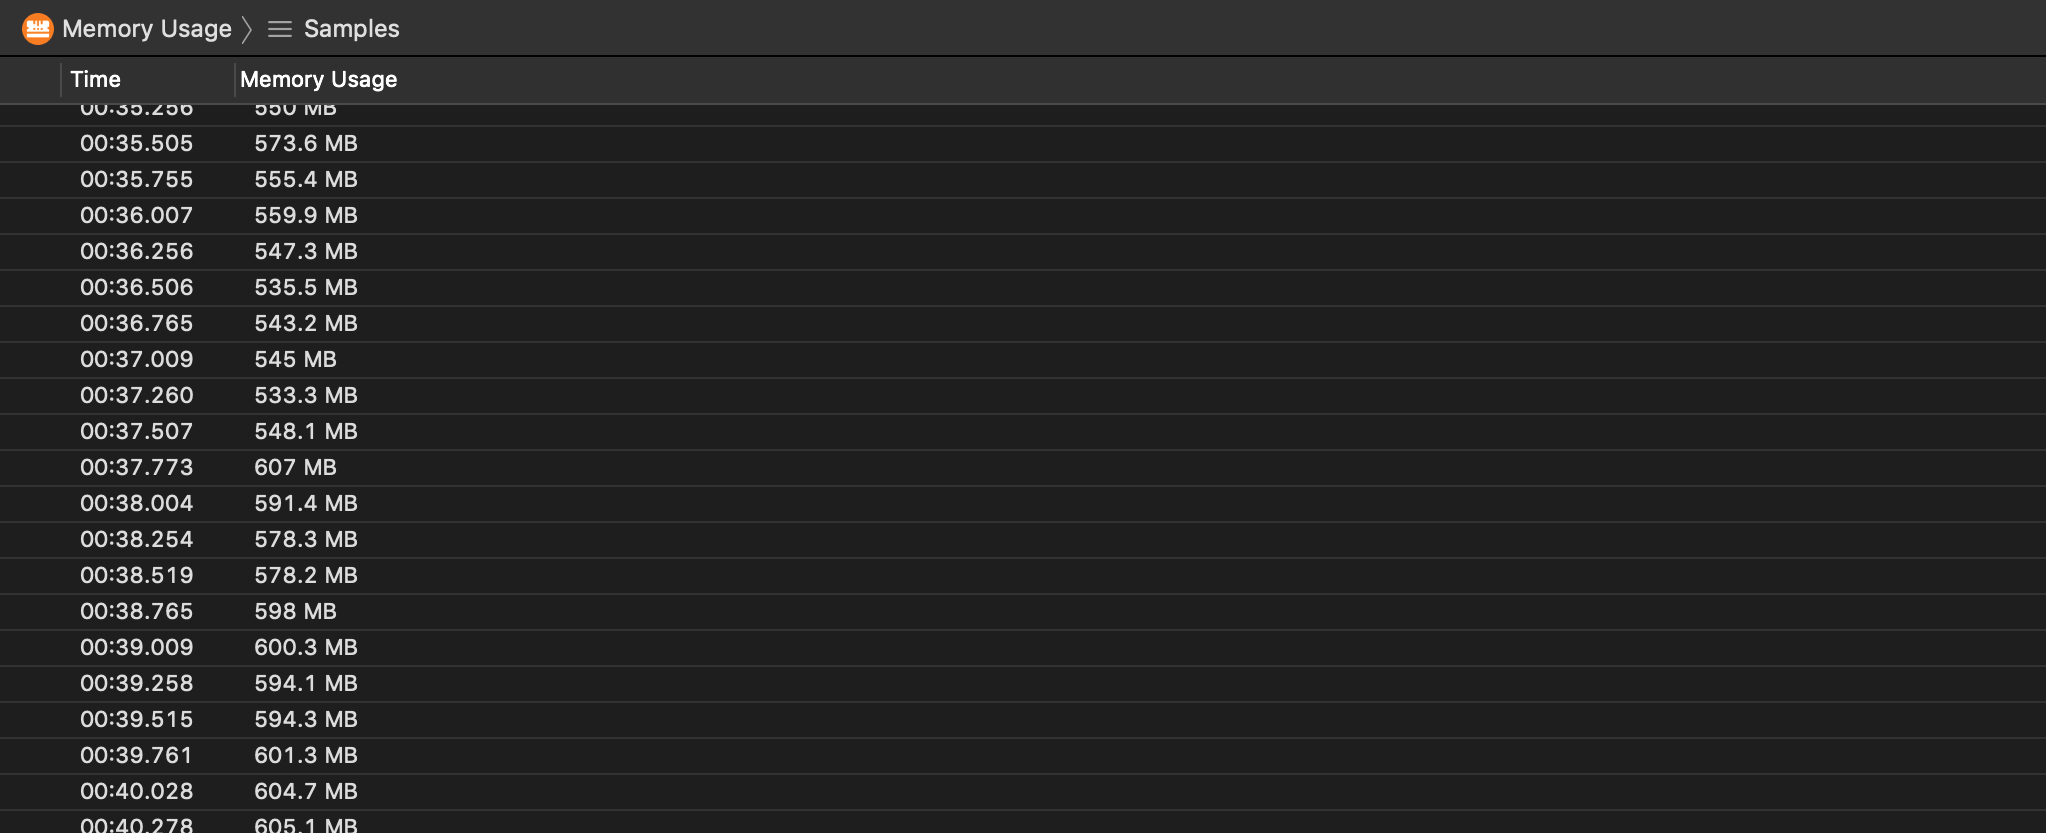 Memory Usage Samples
Time Memory Usage
00:35.256 550 MB
00:35.505 573.6 MB
00:35.755 555.4 MB
00:36.007 559.9 MB
00:36.256 547.3 MB
00:36.506 535.5 MB
00:36.765 543.2 MB
00:37.009 545 MB
00:37.260 533.3 MB
00:37.507 548.1 MB
00:37.773 607 MB
00:38.004 591.4 MB
00:38.254 578.3 MB
00:38.519 578.2 MB
00:38.765 598 MB
00:39.009 600.3 MB
00:39.258 594.1 MB
00:39.515 594.3 MB
00:39.761 601.3 MB
00:40.028 604.7 MB
00:40.278 605.1 MB